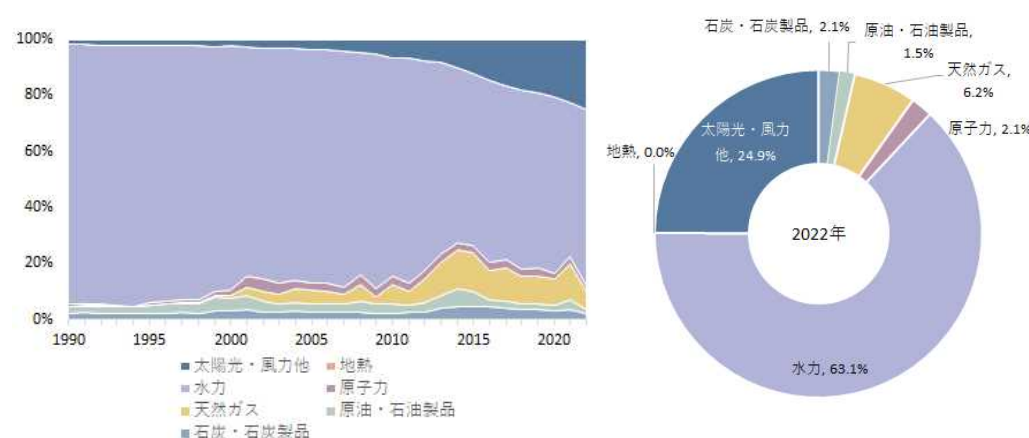 100%
80%
60%
40%
20%
0%
1990
1995
2000
2005
2010
2015
2020
太陽光・風力他
地熱
水力
原子力
天然ガス
原油・石油製品
石炭・石炭製品
石炭・石炭製品, 2.1%
原油・石油製品,
1.5%
天然ガス,
6.2%
原子力, 2.1%
太陽光・風力
他, 24.9%
地熱, 0.0%
2022年
水力, 63.1%